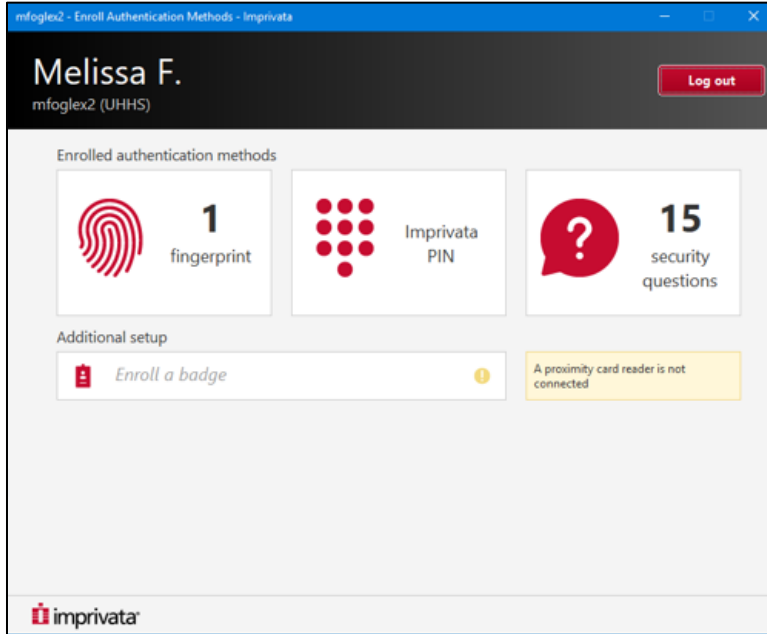 mfoglex2 - Enroll Authentication Methods - Imprivata
Melissa F.
mfoglex2 (UHHS)
Log out
Enrolled authentication methods
1
fingerprint
Imprivata
PIN
?
15
security
questions
Additional setup
Enroll a badge
!
A proximity card reader is not
connected
imprivata